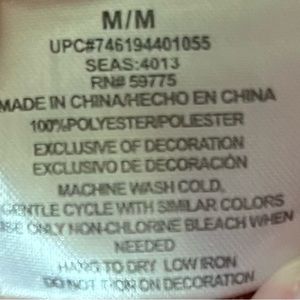 M/M
UPC#746194401055
SEAS:4013
RN# 59775
MADE IN CHINA/HECHO EN CHINA
100%POLYESTER/POLIESTER
EXCLUSIVE OF DECORATION
EXCLUSIVO DE DECORACIÓN
MACHINE WASH COLD,
GENTLE CYCLE WITH SIMILAR COLORS
USE ONLY NON-CHLORINE BLEACH WHEN
NEEDED
HANG TO DRY LOW IRON
DO NOT IRON ON DECORATION